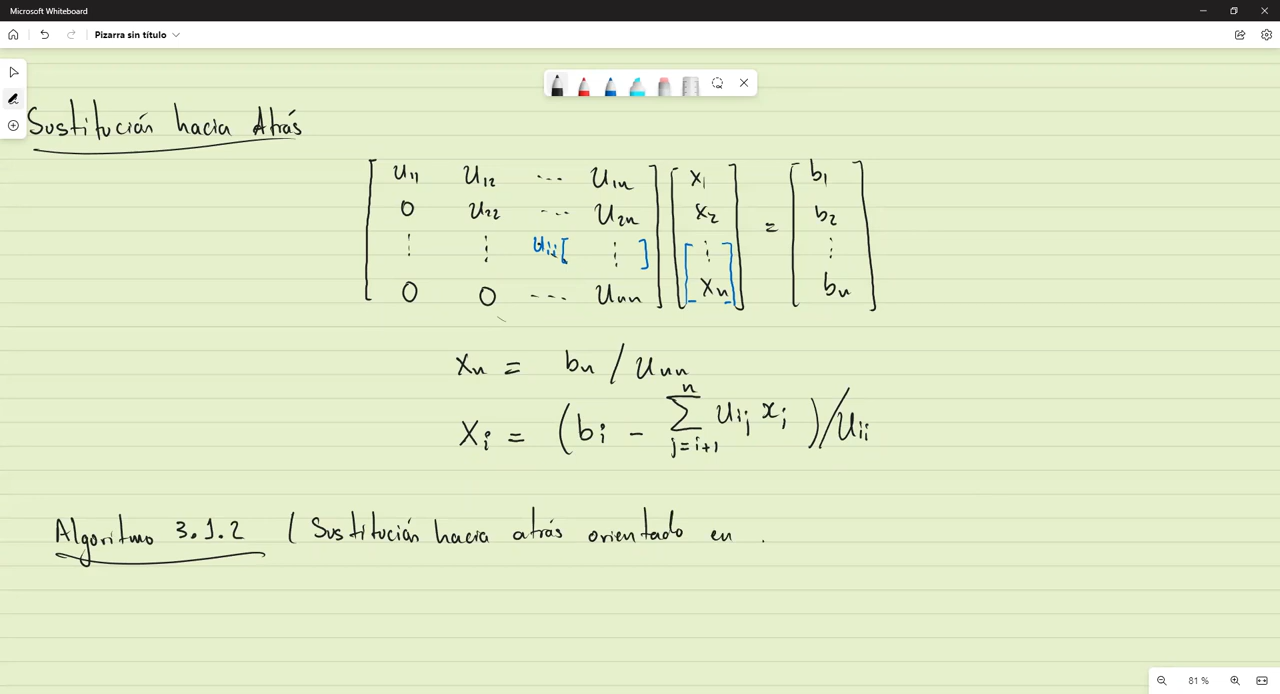 Microsoft Whiteboard
Pizarra sin título
Sustitución hacia Atrás
u₁₁ u₁₂ ... u₁ₙ x₁ b₁
0 u₂₂ ... u₂ₙ x₂ = b₂
⋮ ⋮ uᵢᵢ[ ⋮ ] ⋮ ⋮
0 0 ... uₙₙ xₙ bₙ
xₙ = bₙ / uₙₙ
xᵢ = (bᵢ - ∑_{j=i+1}^{n} uᵢⱼ xⱼ) / uᵢᵢ
Algoritmo 3.1.2 ( Sustitución hacia atrás orientado en
81 %